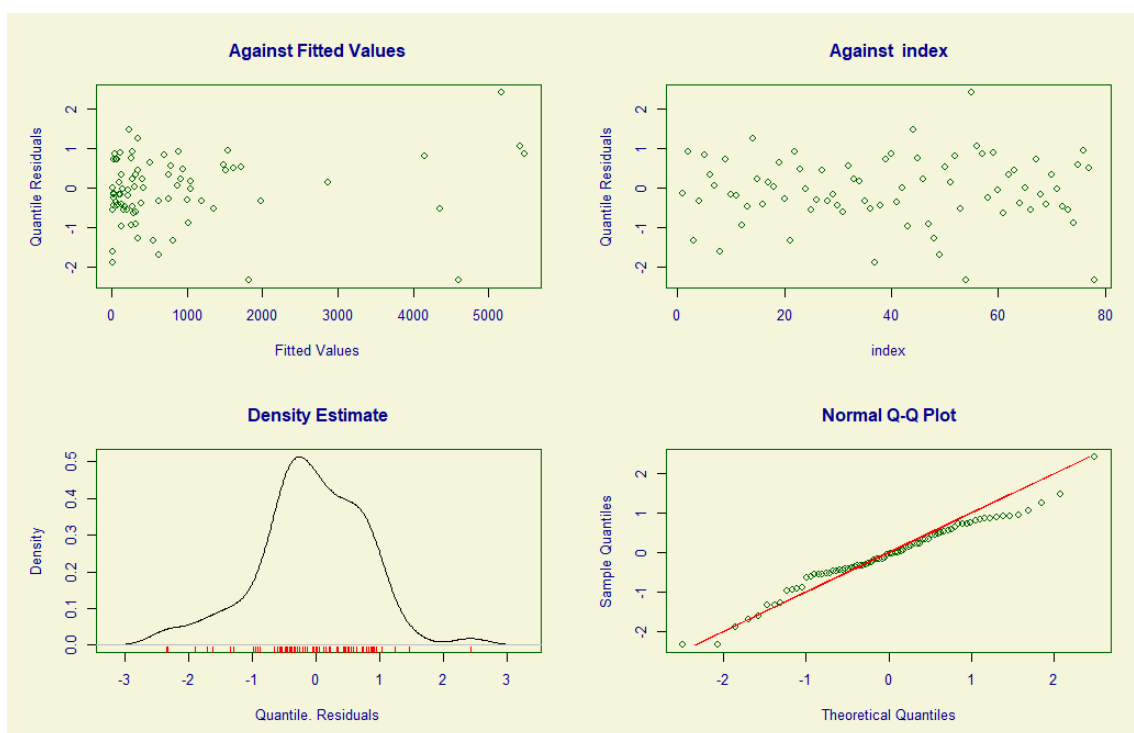 Against Fitted Values
Quantile Residuals
-2 -1 0 1 2
0 1000 2000 3000 4000 5000
Fitted Values
Against index
Quantile Residuals
-2 -1 0 1 2
0 20 40 60 80
index
Density Estimate
Density
0.0 0.1 0.2 0.3 0.4 0.5
-3 -2 -1 0 1 2 3
Quantile. Residuals
Normal Q-Q Plot
Sample Quantiles
-2 -1 0 1 2
-2 -1 0 1 2
Theoretical Quantiles